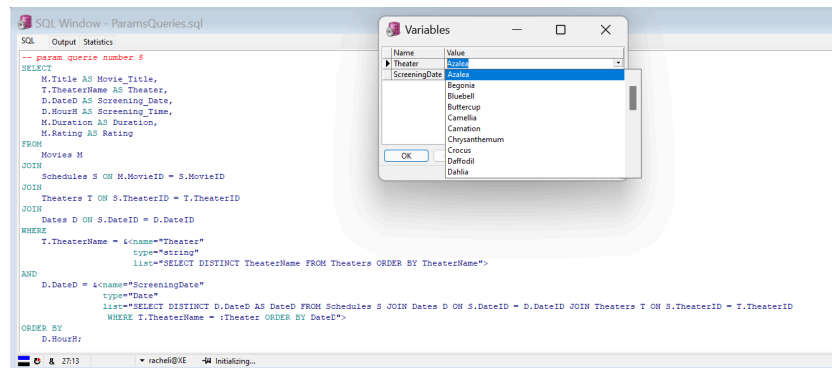 SQL Window - ParamsQueries.sql
SQL Output Statistics
-- param querie number 5
SELECT
M.Title AS Movie_Title,
T.TheaterName AS Theater,
D.DateD AS Screening_Date,
D.HourH AS Screening_Time,
M.Duration AS Duration,
M.Rating AS Rating
FROM
Movies M
JOIN
Schedules S ON M.MovieID = S.MovieID
JOIN
Theaters T ON S.TheaterID = T.TheaterID
JOIN
Dates D ON S.DateID = D.DateID
WHERE
T.TheaterName = &<name="Theater"
type="string"
list="SELECT DISTINCT TheaterName FROM Theaters ORDER BY TheaterName">
AND
D.DateD = &<name="ScreeningDate"
type="Date"
list="SELECT DISTINCT D.DateD AS DateD FROM Schedules S JOIN Dates D ON S.DateID = D.DateID JOIN Theaters T ON S.TheaterID = T.TheaterID
WHERE T.TheaterName = :Theater ORDER BY DateD">
ORDER BY
D.HourH;
& 27:13 racheli@XE Initializing...
Variables
Name Value
Theater Azalea
ScreeningDate Azalea
Begonia
Bluebell
Buttercup
Camellia
Carnation
Chrysanthemum
Crocus
Daffodil
Dahlia
OK